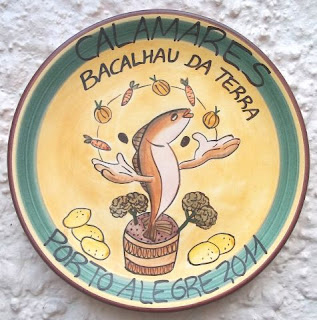 CALAMARES
BACALHAU DA TERRA
PORTO ALEGRE 2011